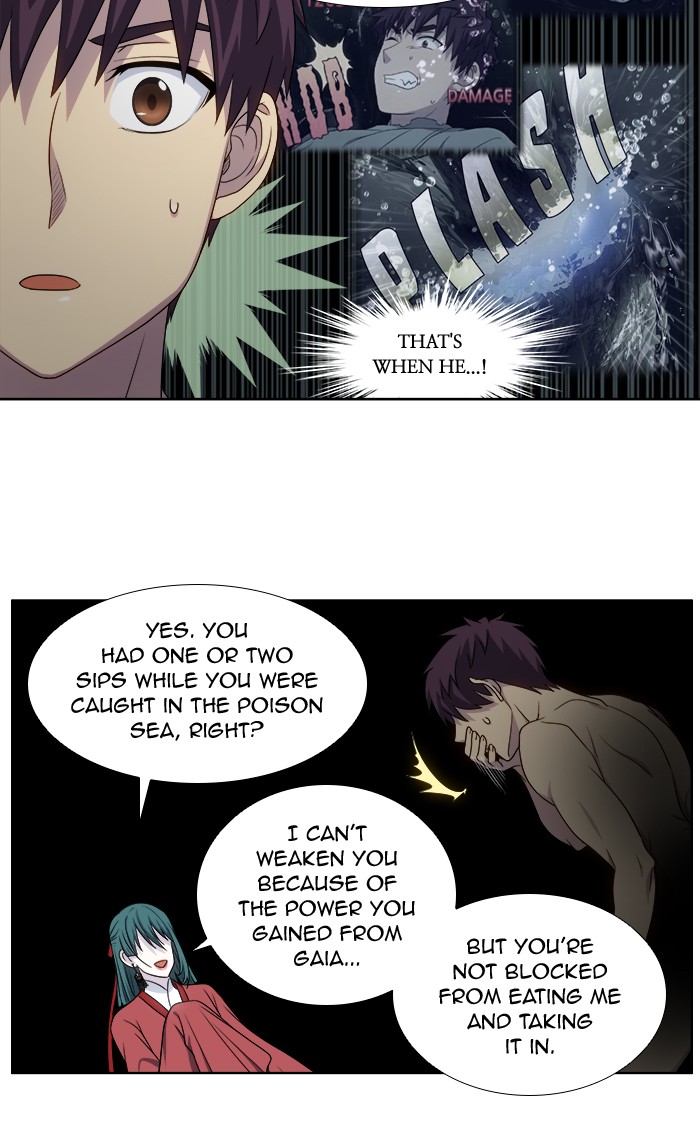 KOB
DAMAGE
PLASH
THAT'S
WHEN HE...!
YES. YOU
HAD ONE OR TWO
SIPS WHILE YOU WERE
CAUGHT IN THE POISON
SEA, RIGHT?
I CAN'T
WEAKEN YOU
BECAUSE OF
THE POWER YOU
GAINED FROM
GAIA...
BUT YOU'RE
NOT BLOCKED
FROM EATING ME
AND TAKING
IT IN.